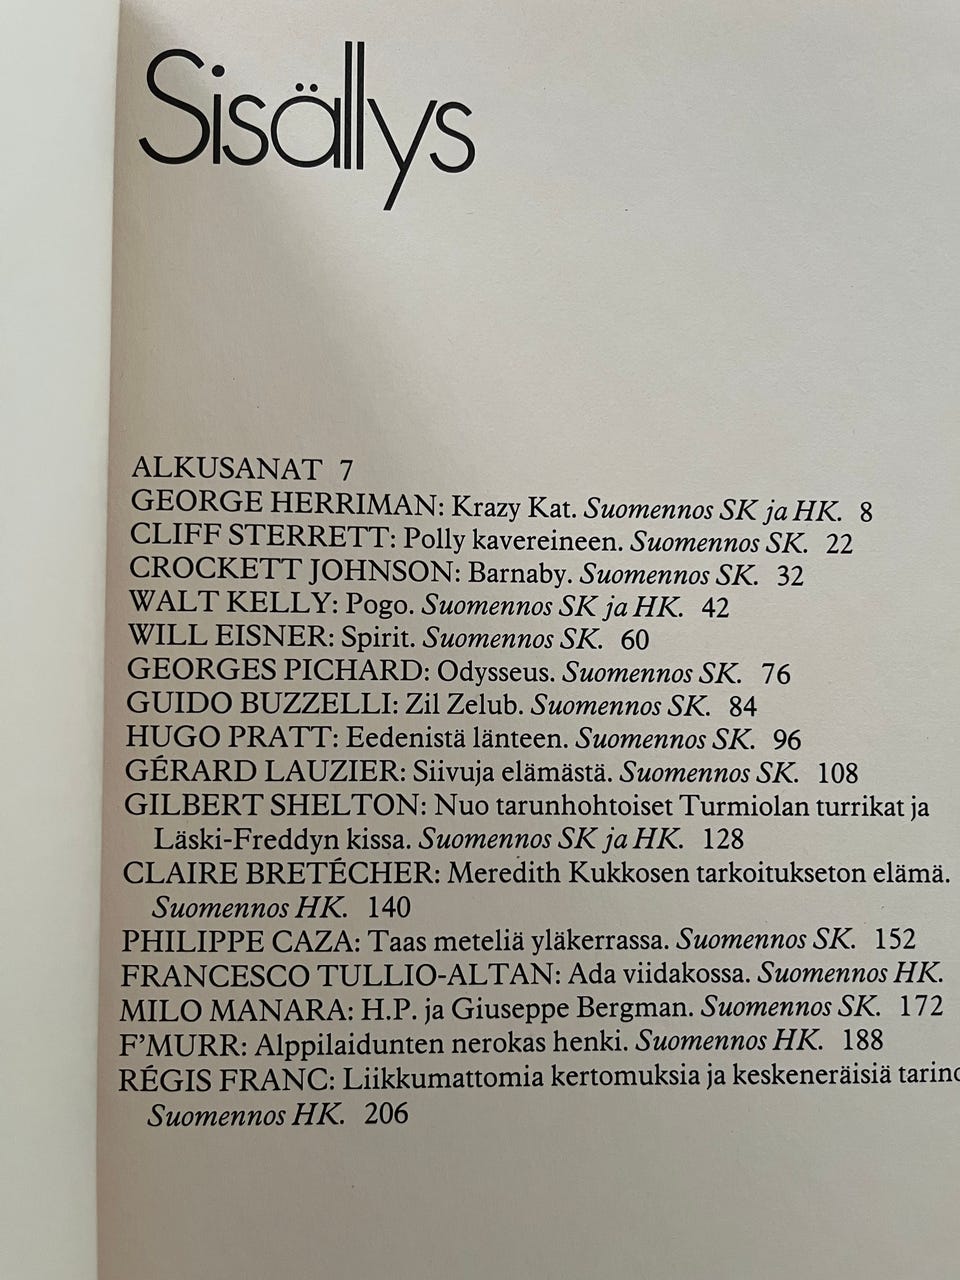 Sisällys
ALKUSANAT 7
GEORGE HERRIMAN: Krazy Kat. Suomennos SK ja HK. 8
CLIFF STERRETT: Polly kavereineen. Suomennos SK. 22
CROCKETT JOHNSON: Barnaby. Suomennos SK. 32
WALT KELLY: Pogo. Suomennos SK ja HK. 42
WILL EISNER: Spirit. Suomennos SK. 60
GEORGES PICHARD: Odysseus. Suomennos SK. 76
GUIDO BUZZELLI: Zil Zelub. Suomennos SK. 84
HUGO PRATT: Eedenistä länteen. Suomennos SK. 96
GÉRARD LAUZIER: Siivuja elämästä. Suomennos SK. 108
GILBERT SHELTON: Nuo tarunhohtoiset Turmiolan turrikat ja
Läski-Freddyn kissa. Suomennos SK ja HK. 128
CLAIRE BRETÉCHER: Meredith Kukkosen tarkoitukseton elämä.
Suomennos HK. 140
PHILIPPE CAZA: Taas meteliä yläkerrassa. Suomennos SK. 152
FRANCESCO TULLIO-ALTAN: Ada viidakossa. Suomennos HK.
MILO MANARA: H.P. ja Giuseppe Bergman. Suomennos SK. 172
F'MURR: Alppilaidunten nerokas henki. Suomennos HK. 188
RÉGIS FRANC: Liikkumattomia kertomuksia ja keskeneräisiä
Suomennos HK. 206